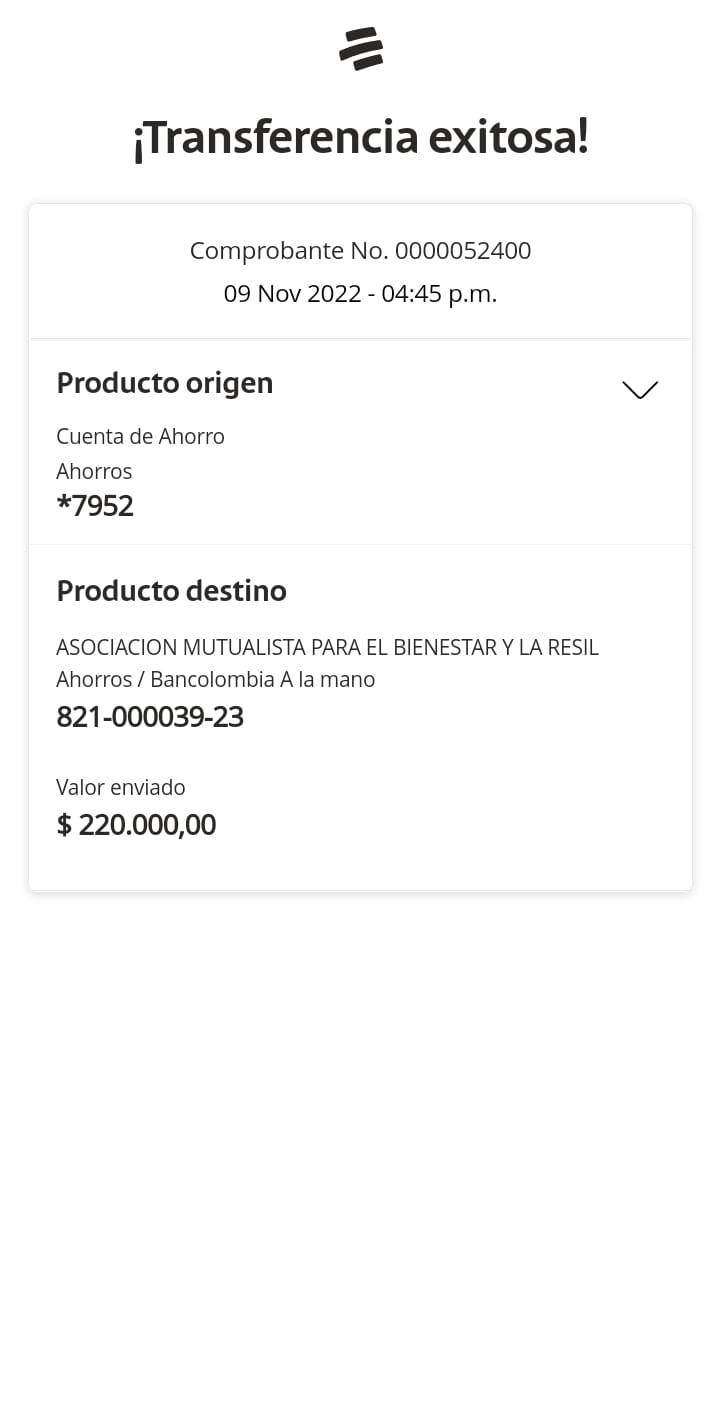 ¡Transferencia exitosa!
Comprobante No. 0000052400
09 Nov 2022 - 04:45 p.m.
Producto origen
Cuenta de Ahorro
Ahorros
*7952
Producto destino
ASOCIACION MUTUALISTA PARA EL BIENESTAR Y LA RESIL
Ahorros / Bancolombia A la mano
821-000039-23
Valor enviado
$ 220.000,00